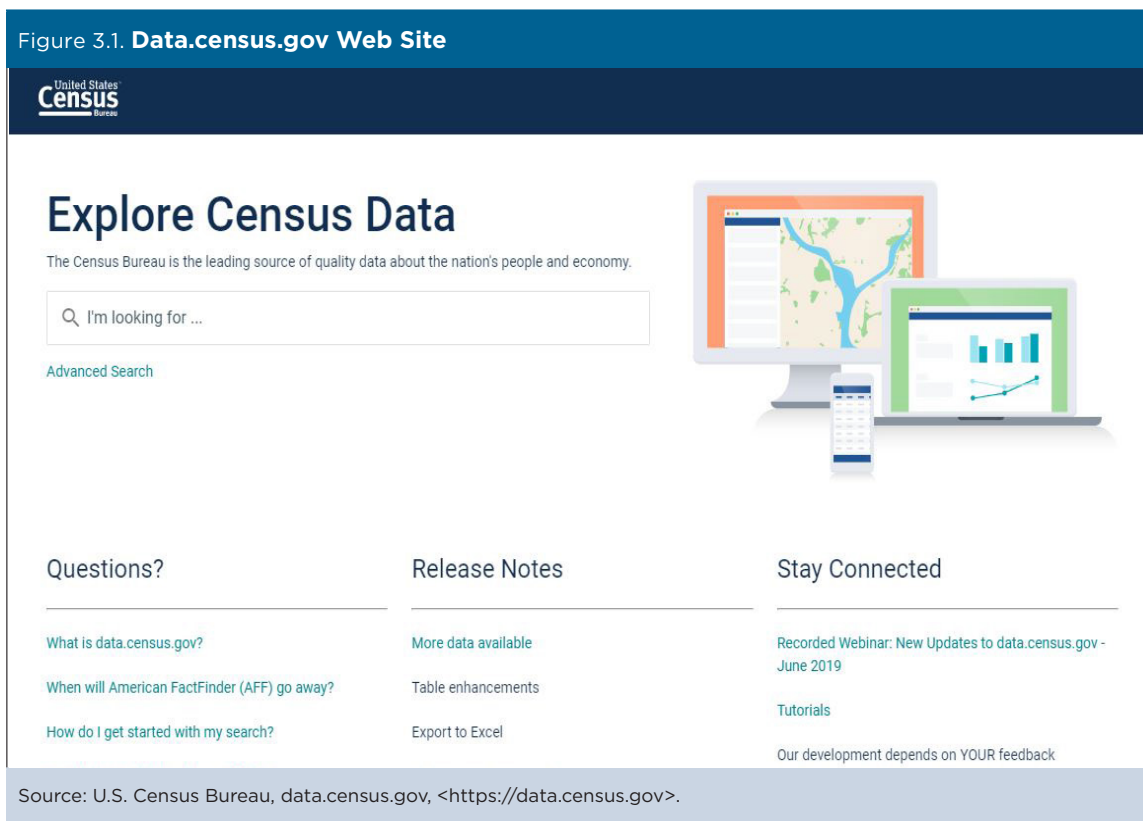 Figure 3.1. Data.census.gov Web Site
United States™
Census
Bureau
Explore Census Data
The Census Bureau is the leading source of quality data about the nation's people and economy.
I'm looking for ...
Advanced Search
Questions?
What is data.census.gov?
When will American FactFinder (AFF) go away?
How do I get started with my search?
Release Notes
More data available
Table enhancements
Export to Excel
Stay Connected
Recorded Webinar: New Updates to data.census.gov -
June 2019
Tutorials
Our development depends on YOUR feedback
Source: U.S. Census Bureau, data.census.gov, <https://data.census.gov>.